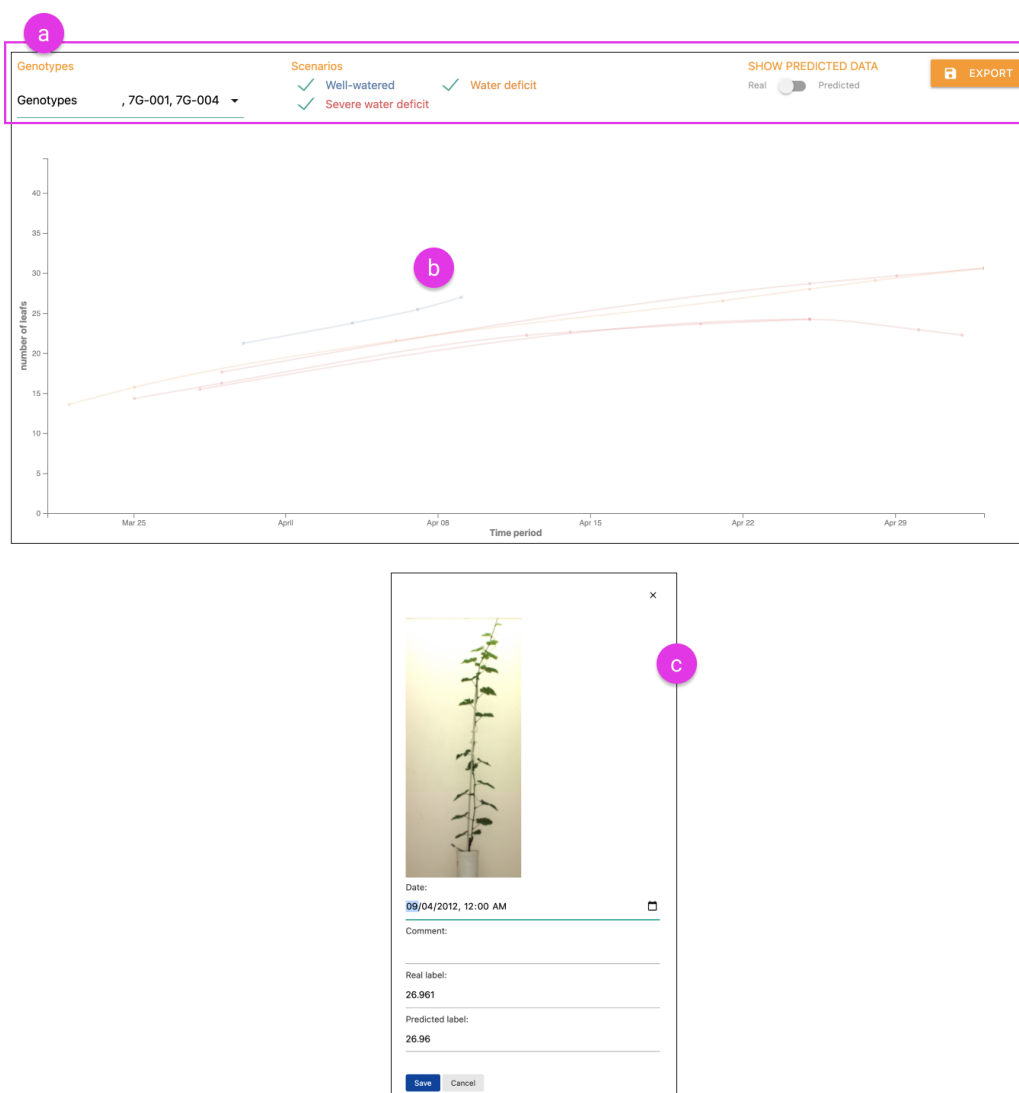 a
Genotypes
Scenarios
SHOW PREDICTED DATA
EXPORT
Well-watered
Water deficit
Real
Predicted
Genotypes , 7G-001, 7G-004
Severe water deficit
b
number of leafs
40
35
30
25
20
15
10
5
0
Mar 25
April
Apr 08
Apr 15
Apr 22
Apr 29
Time period
c
Date:
09/04/2012, 12:00 AM
Comment:
Real label:
26.961
Predicted label:
26.96
Save
Cancel